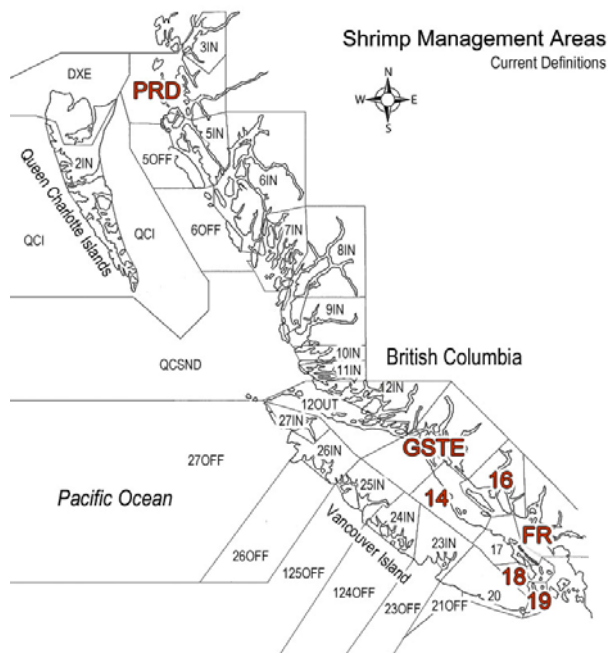 Shrimp Management Areas
Current Definitions
N
W E
S
3IN
DXE
PRD
5IN
2IN
5OFF
6IN
Queen Charlotte Islands
QCI
QCI
6OFF
7IN
8IN
9IN
10IN
11IN
QCSND
British Columbia
12IN
12OUT
27IN
GSTE
26IN
27OFF
16
14
25IN
Pacific Ocean
24IN
FR
Vancouver Island
23IN
17
26OFF
18
125OFF
20
19
124OFF
23OFF
21OFF